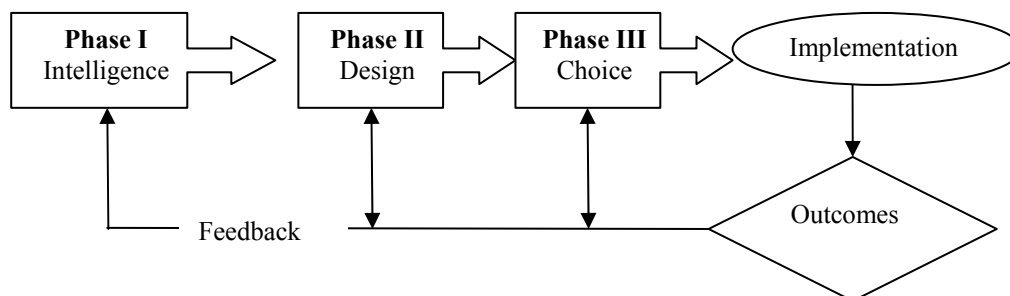 Phase I
Intelligence
Phase II
Design
Phase III
Choice
Implementation
Outcomes
Feedback